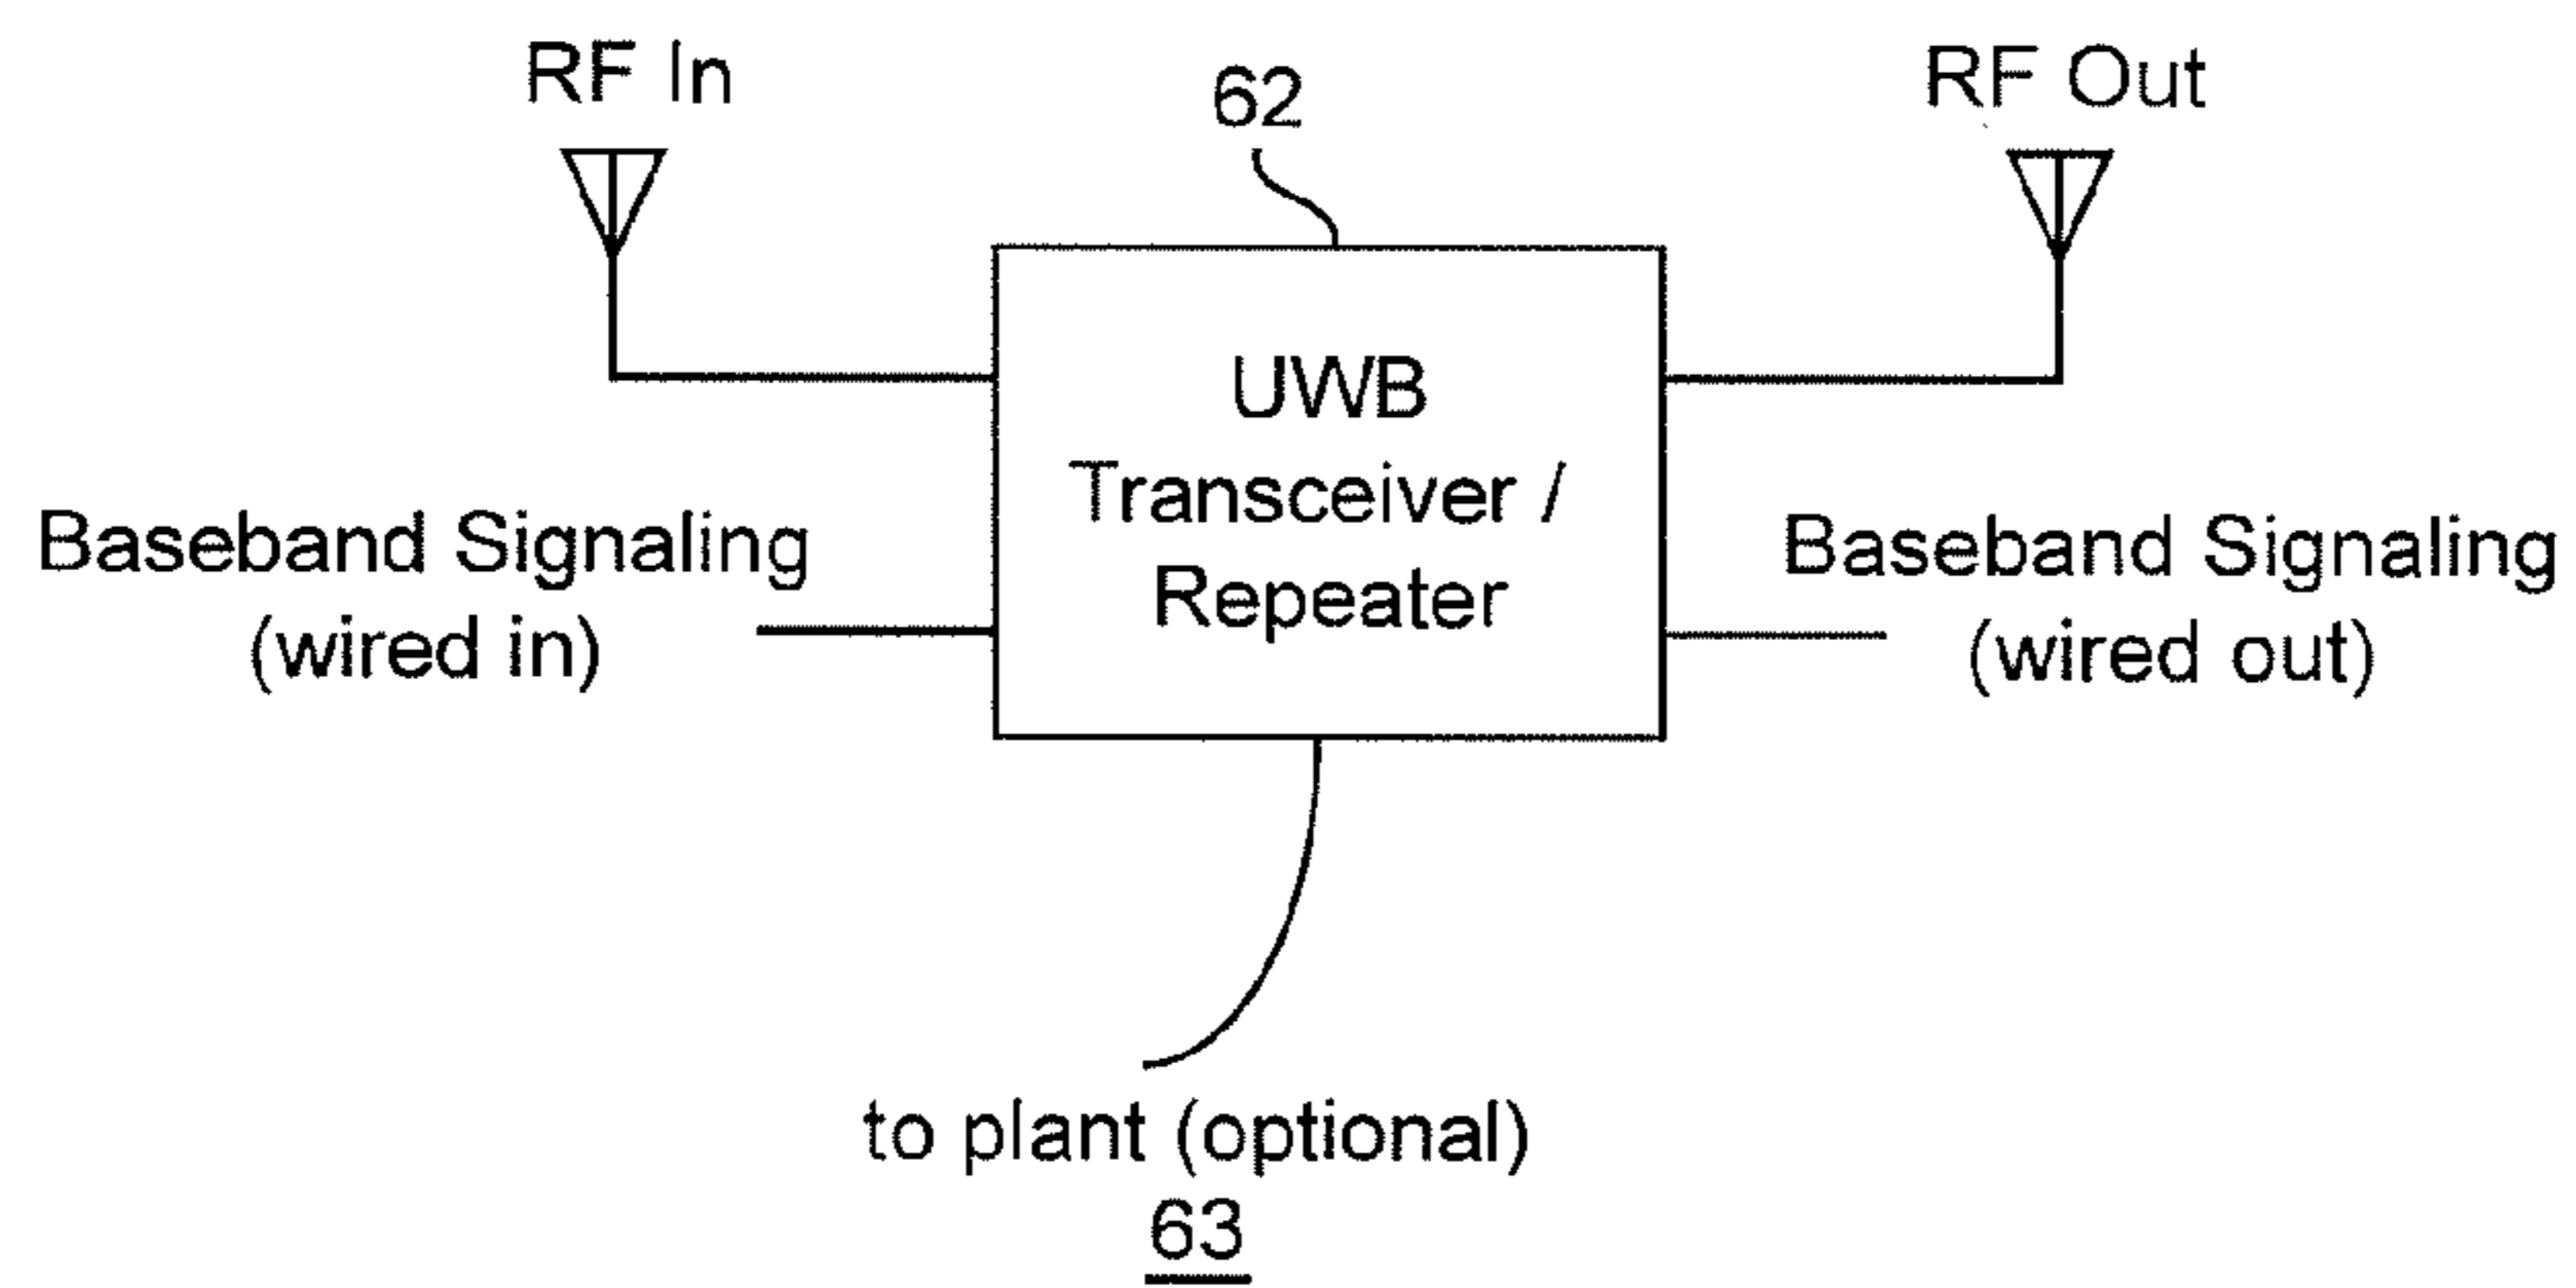 RF In
62
RF Out
UWB
Transceiver /
Repeater
Baseband Signaling
(wired in)
Baseband Signaling
(wired out)
to plant (optional)
63